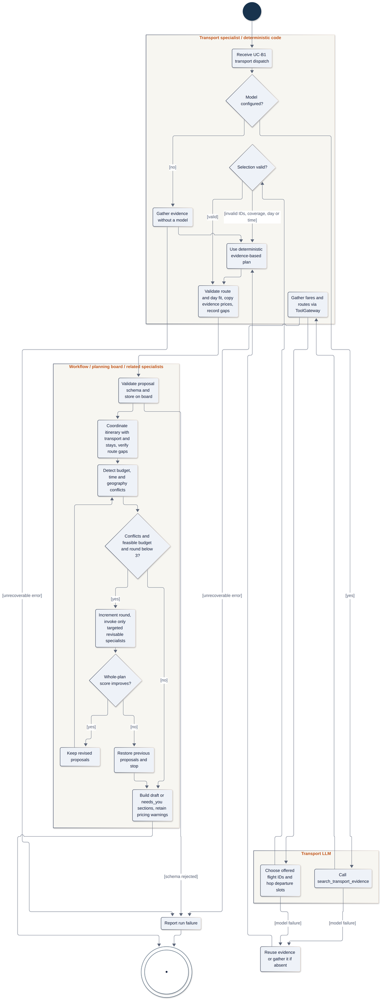 Transport specialist / deterministic code
Receive UC-B1
transport dispatch
Model
configured?
Selection valid?
[no]
Gather evidence
without a model
[valid]
[invalid IDs, coverage, day or
time]
Use deterministic
evidence-based
plan
Validate route
and day fit, copy
evidence prices,
record gaps
Gather fares and
routes via
ToolGateway
Workflow / planning board / related specialists
Validate proposal
schema and
store on board
Coordinate
itinerary with
transport and
stays, verify
route gaps
Detect budget,
time and
geography
conflicts
Conflicts and
feasible budget
and round below
3?
[unrecoverable error]
[yes]
[unrecoverable error]
[yes]
Increment round,
invoke only
targeted
revisable
specialists
Whole-plan
score improves?
[no]
[yes]
[no]
Keep revised
proposals
Restore previous
proposals and
stop
Build draft or
needs_you
sections, retain
pricing warnings
Transport LLM
Choose offered
flight IDs and
hop departure
slots
Call
search_transport_evidence
[schema rejected]
Report run failure
[model failure]
[model failure]
Reuse evidence
or gather it if
absent